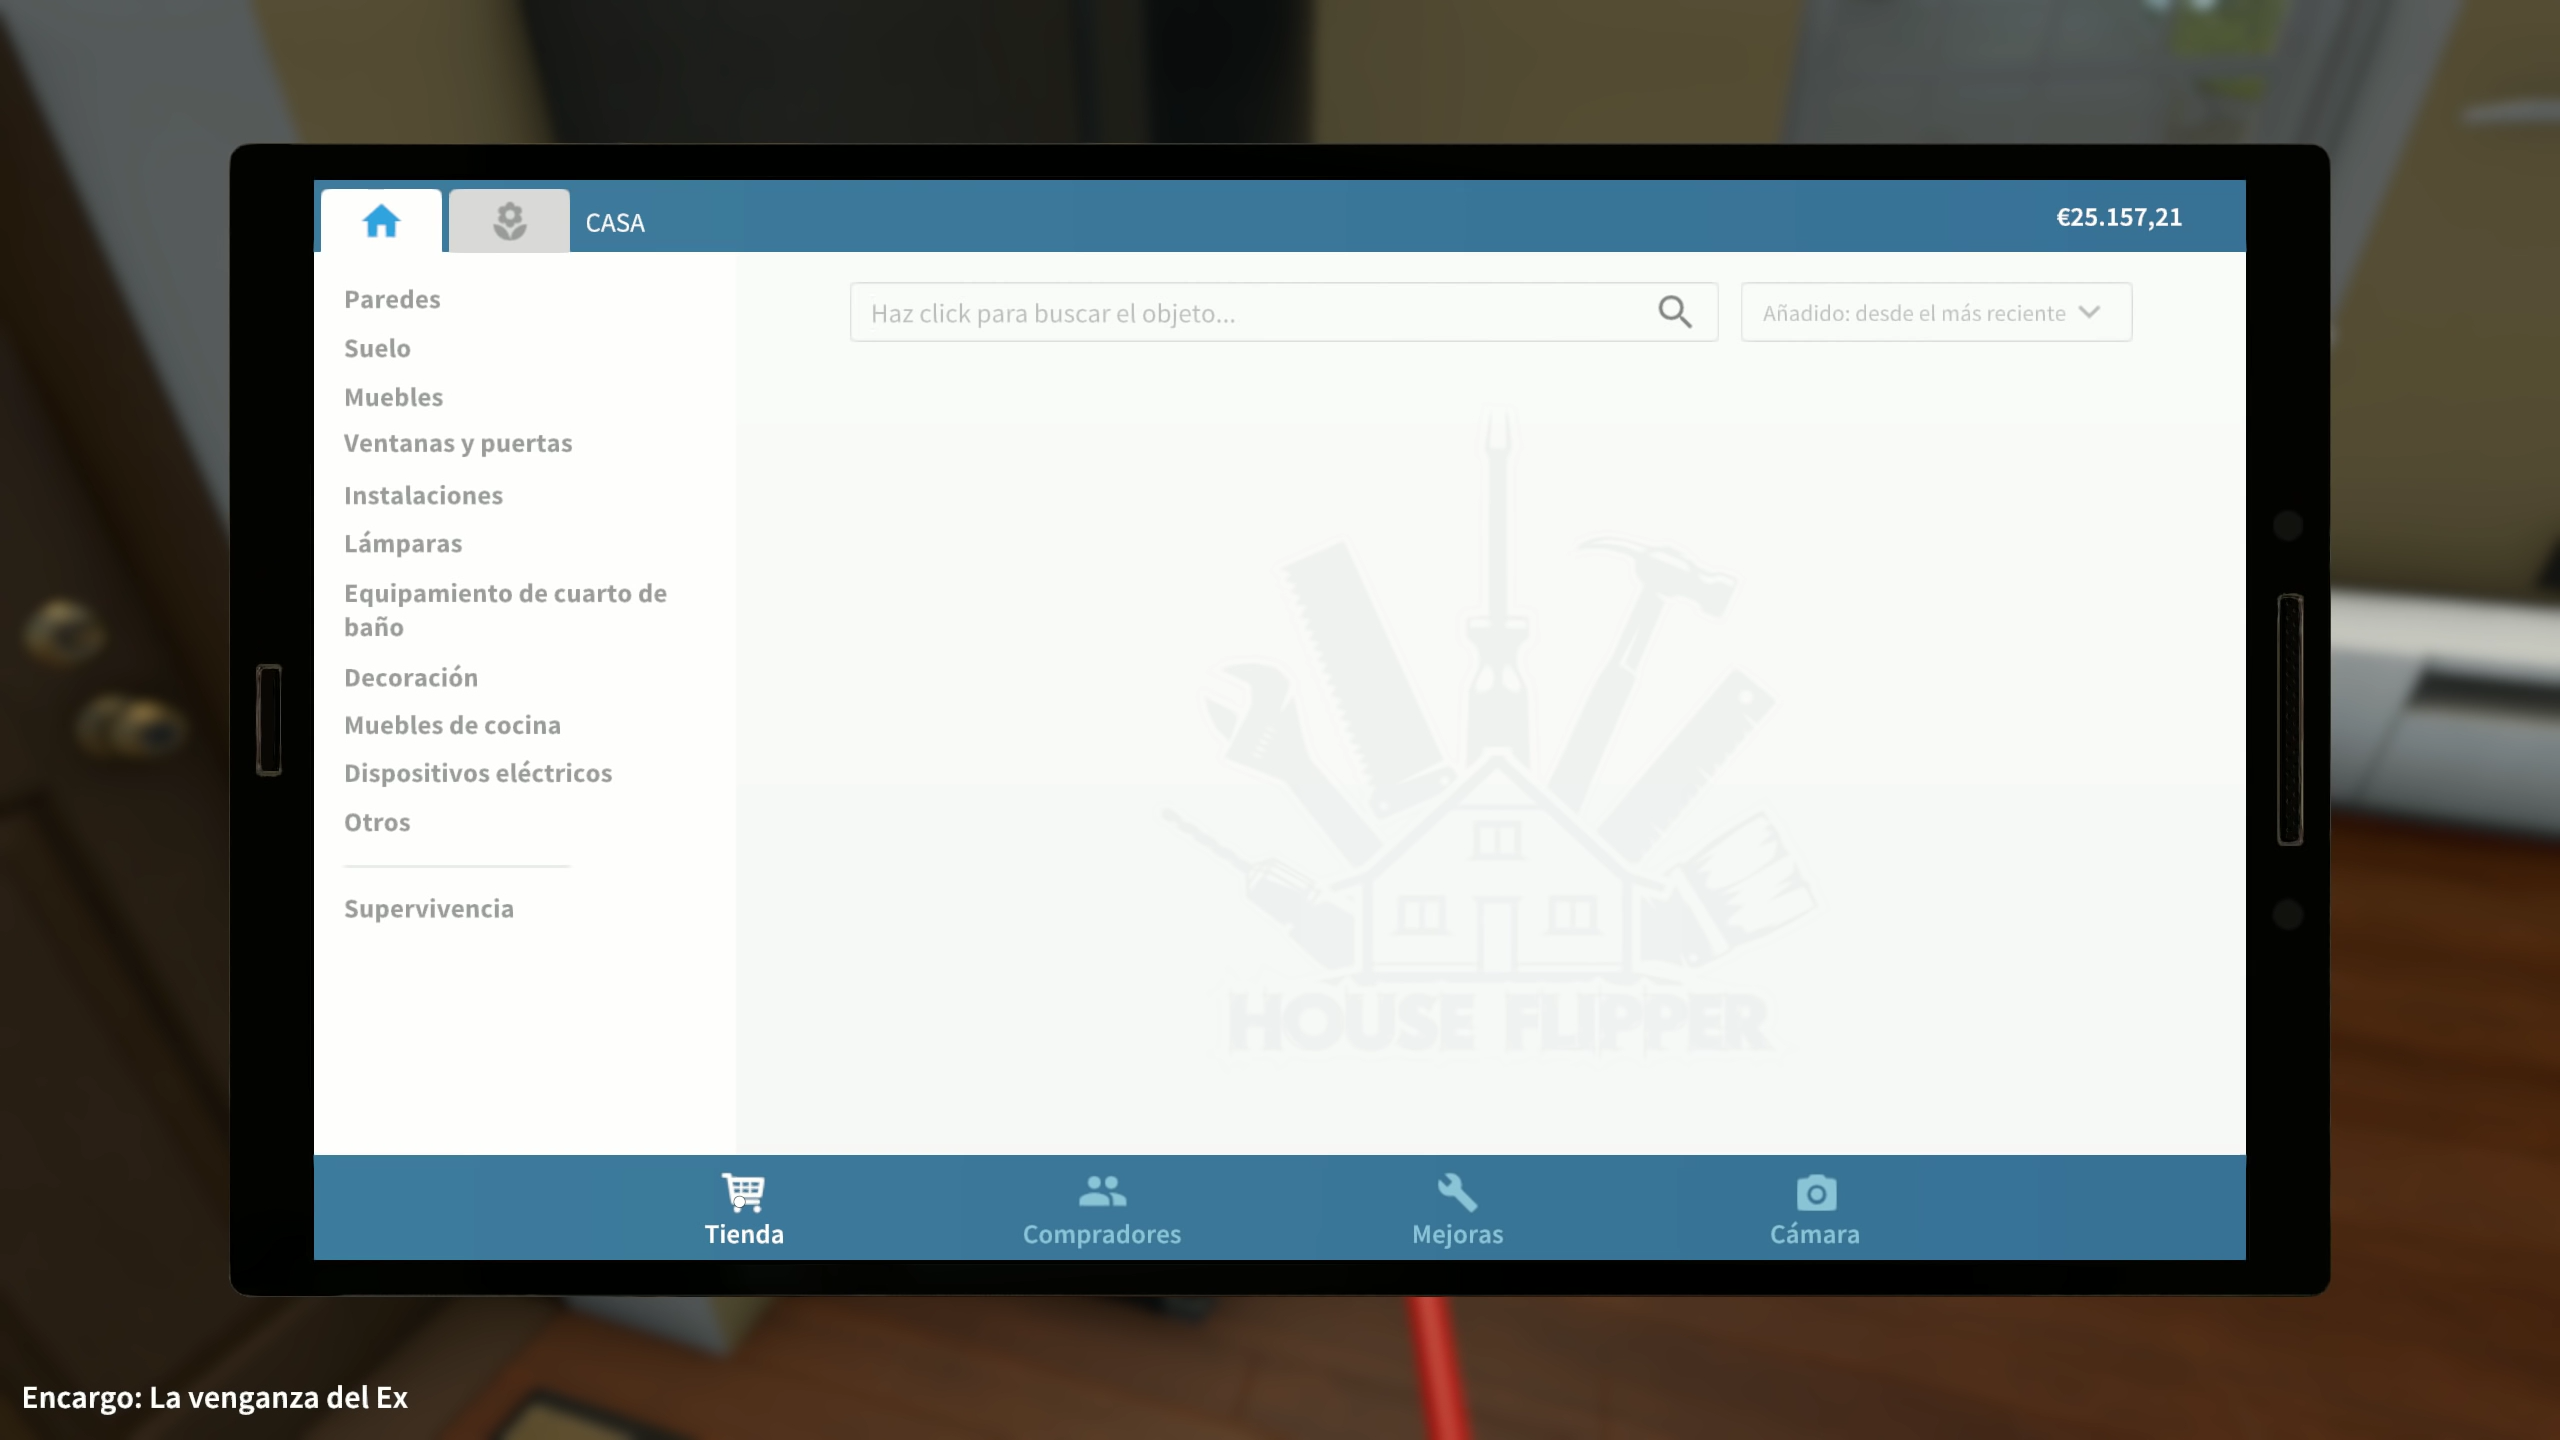 CASA
€25.157,21
Paredes
Suelo
Muebles
Ventanas y puertas
Instalaciones
Lámparas
Equipamiento de cuarto de
baño
Decoración
Muebles de cocina
Dispositivos eléctricos
Otros
Supervivencia
Haz click para buscar el objeto...
Añadido: desde el más reciente
HOUSE FLIPPER
Tienda
Compradores
Mejoras
Cámara
Encargo: La venganza del Ex